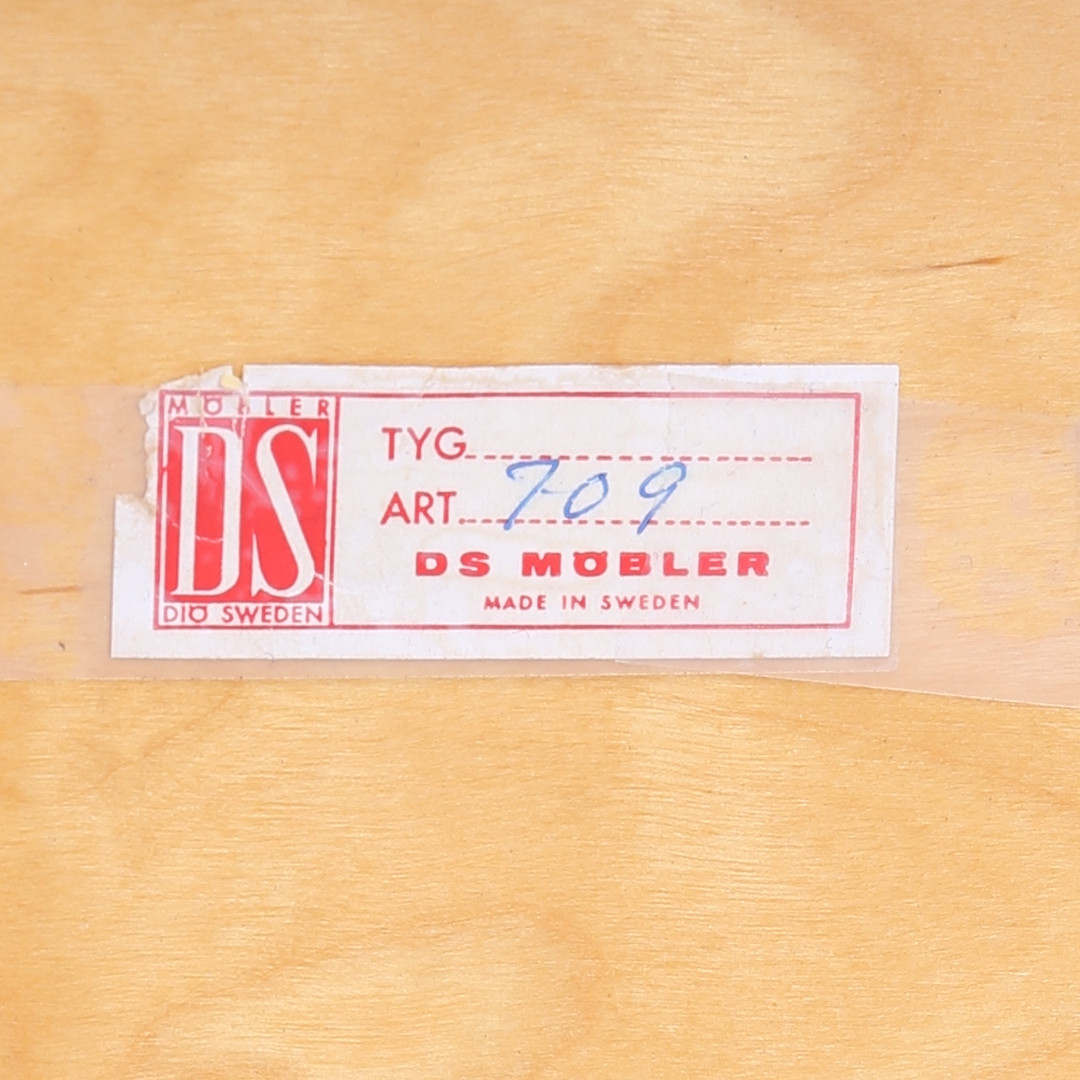 MÖBLER
DS
DIÖ SWEDEN
TYG
ART. 709
DS MÖBLER
MADE IN SWEDEN